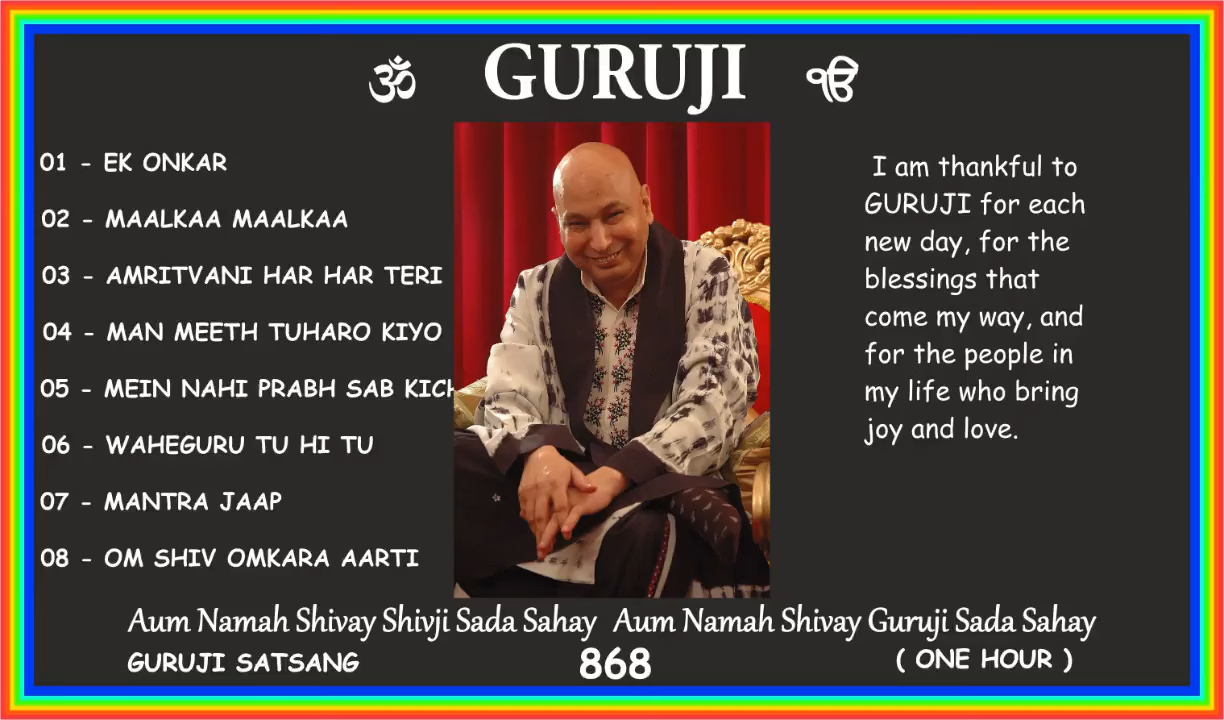 ॐ GURUJI ੴ
01 - EK ONKAR
02 - MAALKAA MAALKAA
03 - AMRITVANI HAR HAR TERI
04 - MAN MEETH TUHARO KIYO
05 - MEIN NAHI PRABH SAB KICH
06 - WAHEGURU TU HI TU
07 - MANTRA JAAP
08 - OM SHIV OMKARA AARTI
I am thankful to
GURUJI for each
new day, for the
blessings that
come my way, and
for the people in
my life who bring
joy and love.
Aum Namah Shivay Shivji Sada Sahay Aum Namah Shivay Guruji Sada Sahay
GURUJI SATSANG 868 ( ONE HOUR )